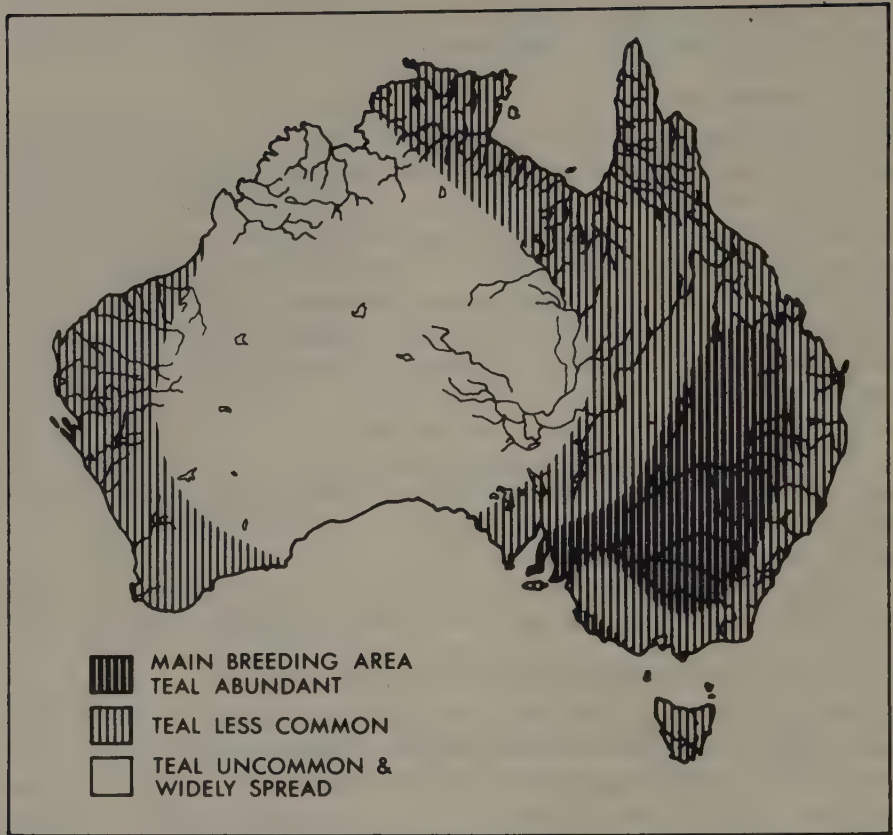 MAIN BREEDING AREA
TEAL ABUNDANT
TEAL LESS COMMON
TEAL UNCOMMON &
WIDELY SPREAD